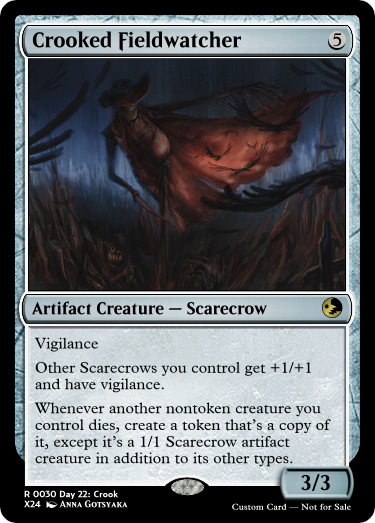 Crooked Fieldwatcher 5
Artifact Creature — Scarecrow
Vigilance
Other Scarecrows you control get +1/+1
and have vigilance.
Whenever another nontoken creature you
control dies, create a token that's a copy of
it, except it's a 1/1 Scarecrow artifact
creature in addition to its other types.
3/3
R 0030 Day 22: Crook
X24 Anna Gotsyaka
Custom Card — Not for Sale